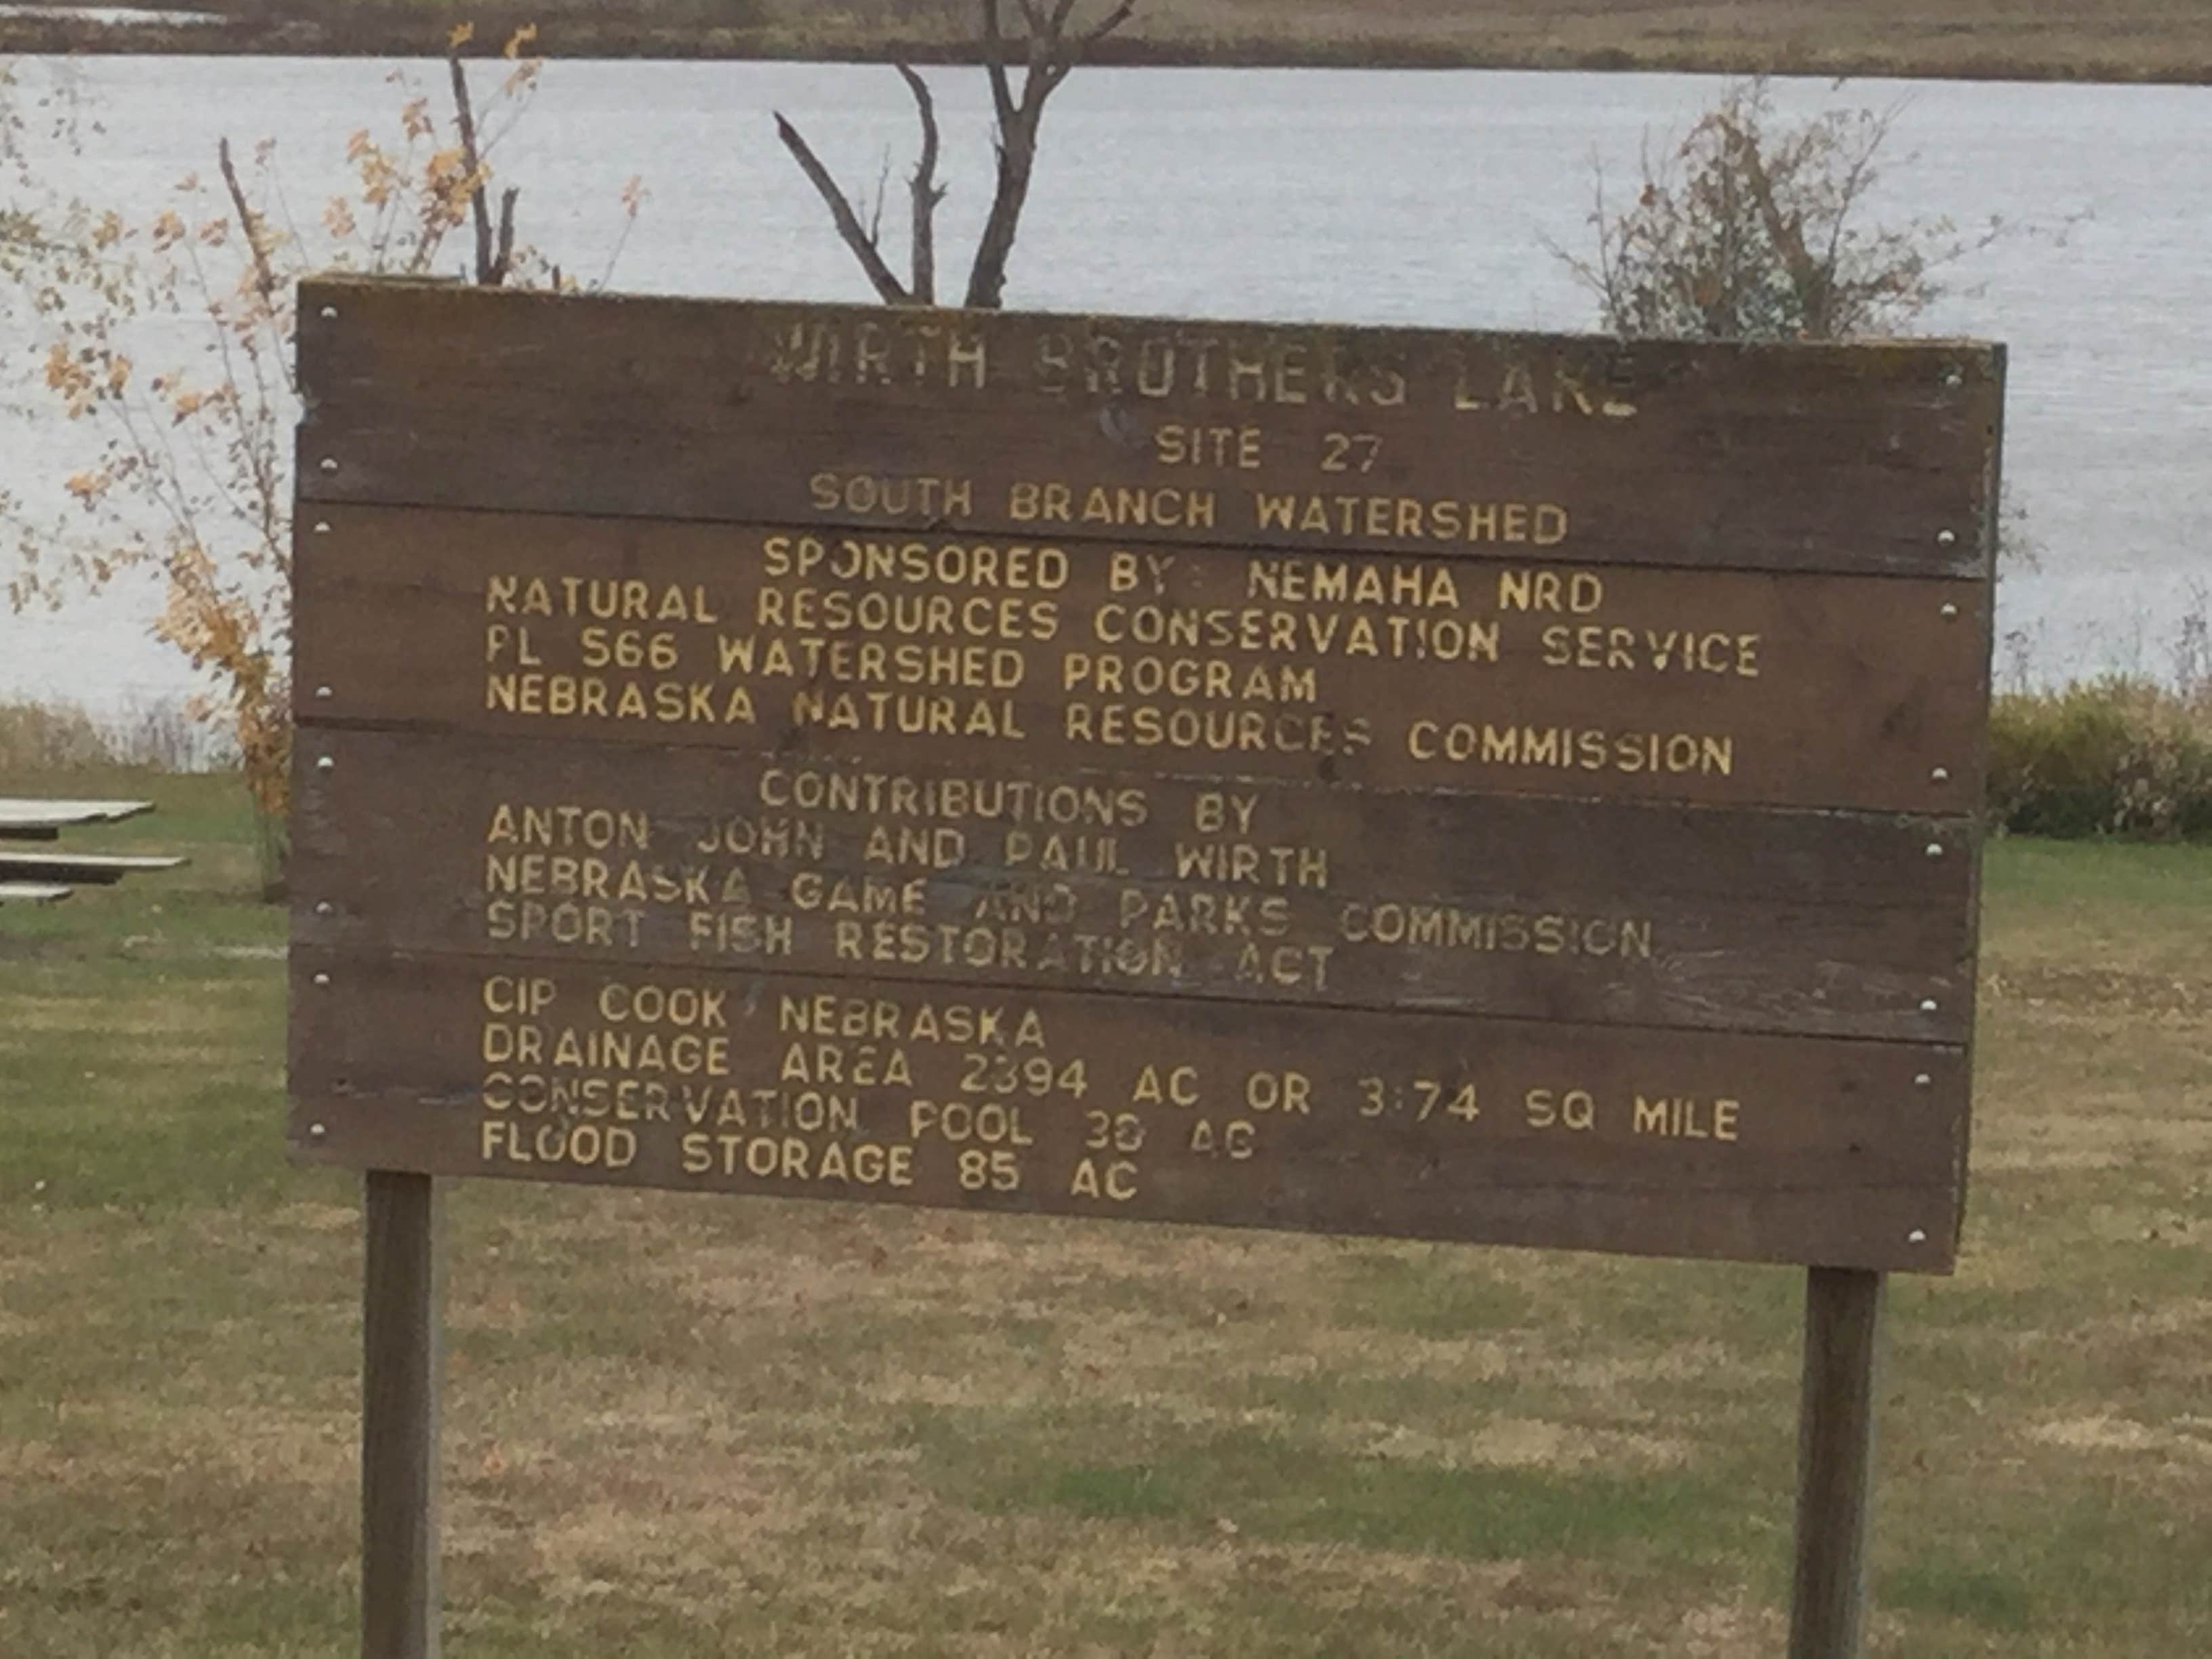 WIRTH BROTHERS LAKE
SITE 27
SOUTH BRANCH WATERSHED
SPONSORED BY: NEMAHA NRD
NATURAL RESOURCES CONSERVATION SERVICE
PL 566 WATERSHED PROGRAM
NEBRASKA NATURAL RESOURCES COMMISSION
CONTRIBUTIONS BY
ANTON JOHN AND PAUL WIRTH
NEBRASKA GAME AND PARKS COMMISSION
SPORT FISH RESTORATION ACT
CIP COOK, NEBRASKA
DRAINAGE AREA 2394 AC OR 3:74 SQ MILE
CONSERVATION POOL AC
FLOOD STORAGE 85 AC